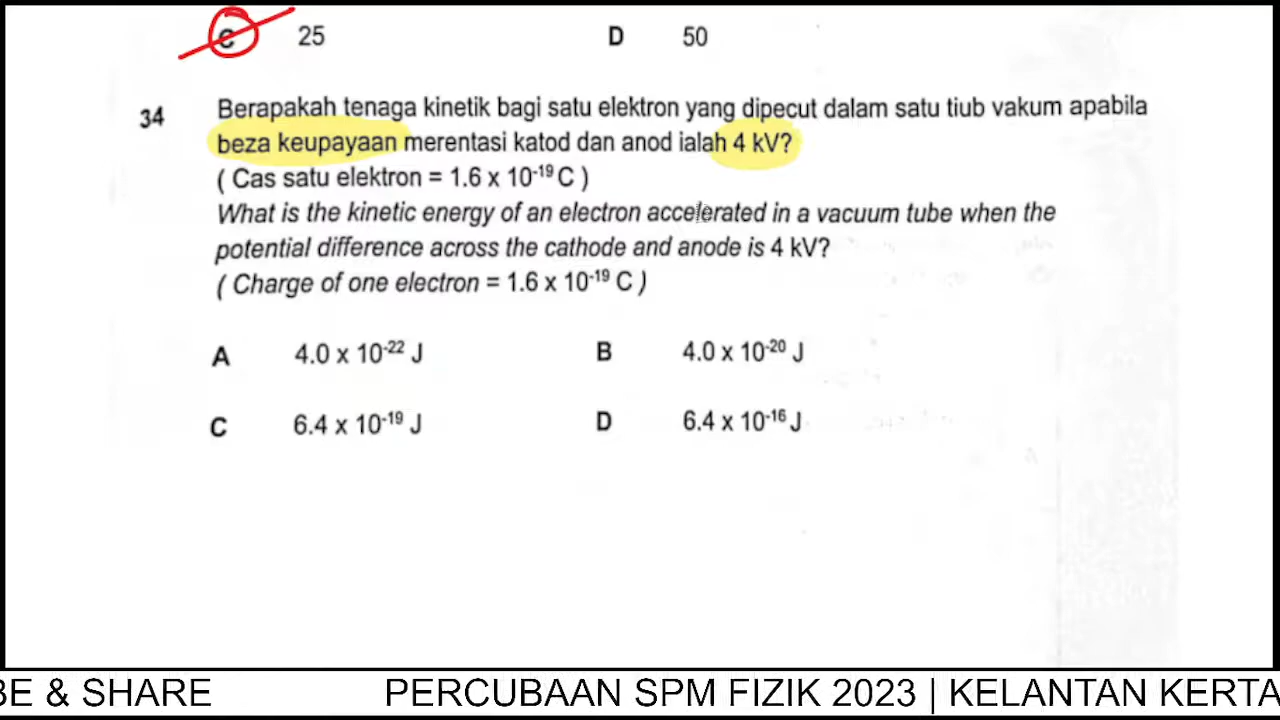 C 25 D 50
34 Berapakah tenaga kinetik bagi satu elektron yang dipecut dalam satu tiub vakum apabila
beza keupayaan merentasi katod dan anod ialah 4 kV?
( Cas satu elektron = 1.6 x 10⁻¹⁹ C )
What is the kinetic energy of an electron accelerated in a vacuum tube when the
potential difference across the cathode and anode is 4 kV?
( Charge of one electron = 1.6 x 10⁻¹⁹ C )
A 4.0 x 10⁻²² J B 4.0 x 10⁻²⁰ J
C 6.4 x 10⁻¹⁹ J D 6.4 x 10⁻¹⁶ J
BE & SHARE PERCUBAAN SPM FIZIK 2023 | KELANTAN KERTA